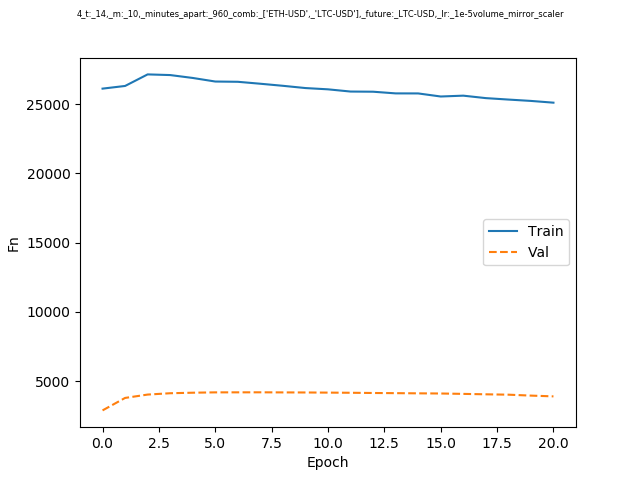 4_t:_14,_m:_10,_minutes_apart:_960_comb:_['ETH-USD',_'LTC-USD'],_future:_LTC-USD,_lr:_1e-5volume_mirror_scaler
25000
20000
15000
10000
5000
Fn
Train
Val
0.0 2.5 5.0 7.5 10.0 12.5 15.0 17.5 20.0
Epoch